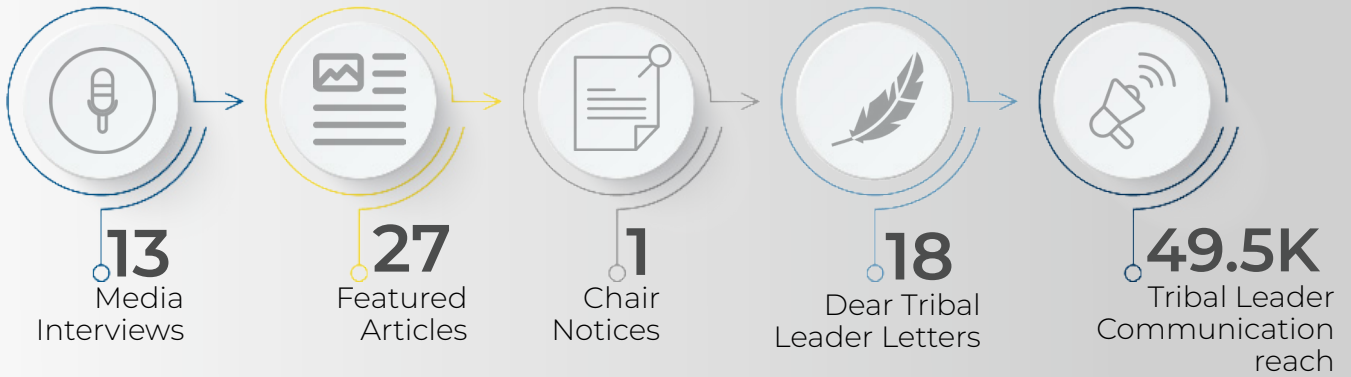 13
Media
Interviews
27
Featured
Articles
1
Chair
Notices
18
Dear Tribal
Leader Letters
49.5K
Tribal Leader
Communication
reach